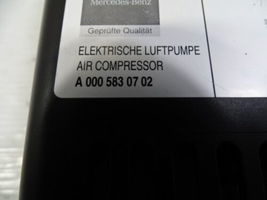 Mercedes-Benz
Geprüfte Qualität
ELEKTRISCHE LUFTPUMPE
AIR COMPRESSOR
A 000 583 07 02